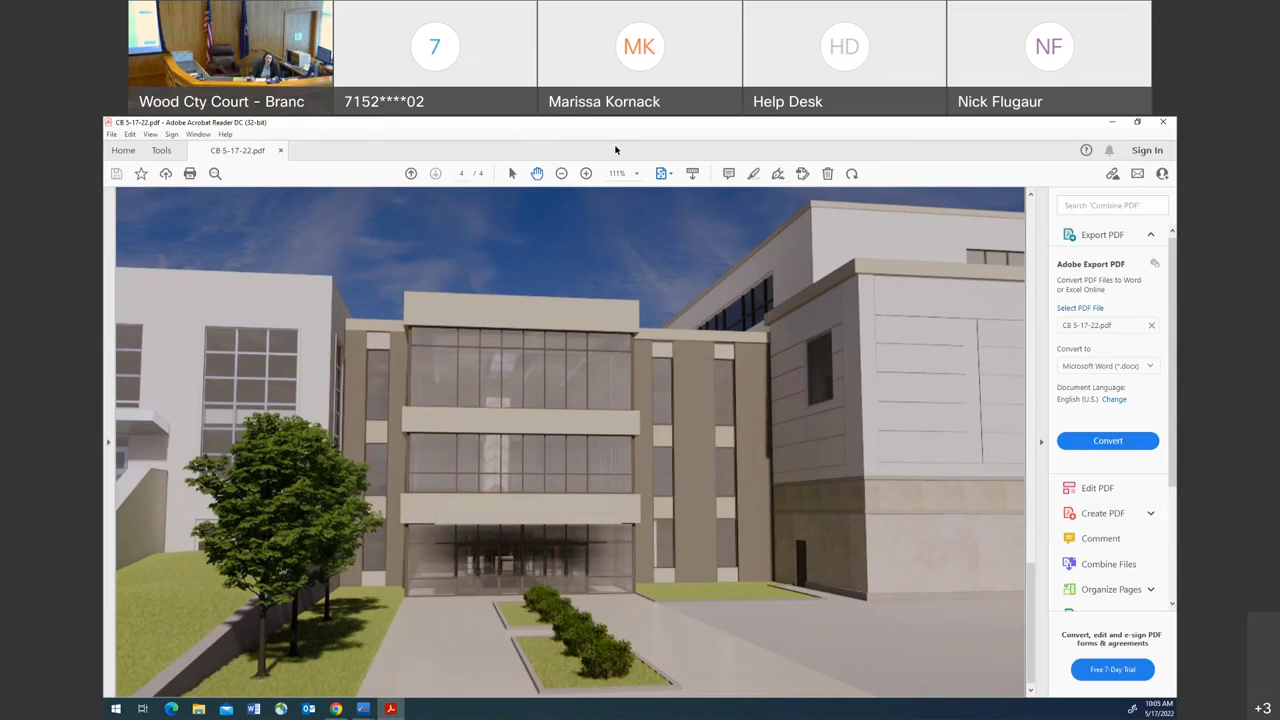 7
MK
HD
NF
Wood Cty Court - Branc
7152****02
Marissa Kornack
Help Desk
Nick Flugaur
CB 5-17-22.pdf - Adobe Acrobat Reader DC (32-bit)
File Edit View Sign Window Help
Home Tools CB 5-17-22.pdf × Sign In
4 / 4 111%
Search 'Combine PDF'
Export PDF
Adobe Export PDF
Convert PDF Files to Word
or Excel Online
Select PDF File
CB 5-17-22.pdf
Convert to
Microsoft Word (*.docx)
Document Language:
English (U.S.) Change
Convert
Edit PDF
Create PDF
Comment
Combine Files
Organize Pages
Convert, edit and e-sign PDF
forms & agreements
Free 7-Day Trial
10:05 AM
5/17/2022
+3